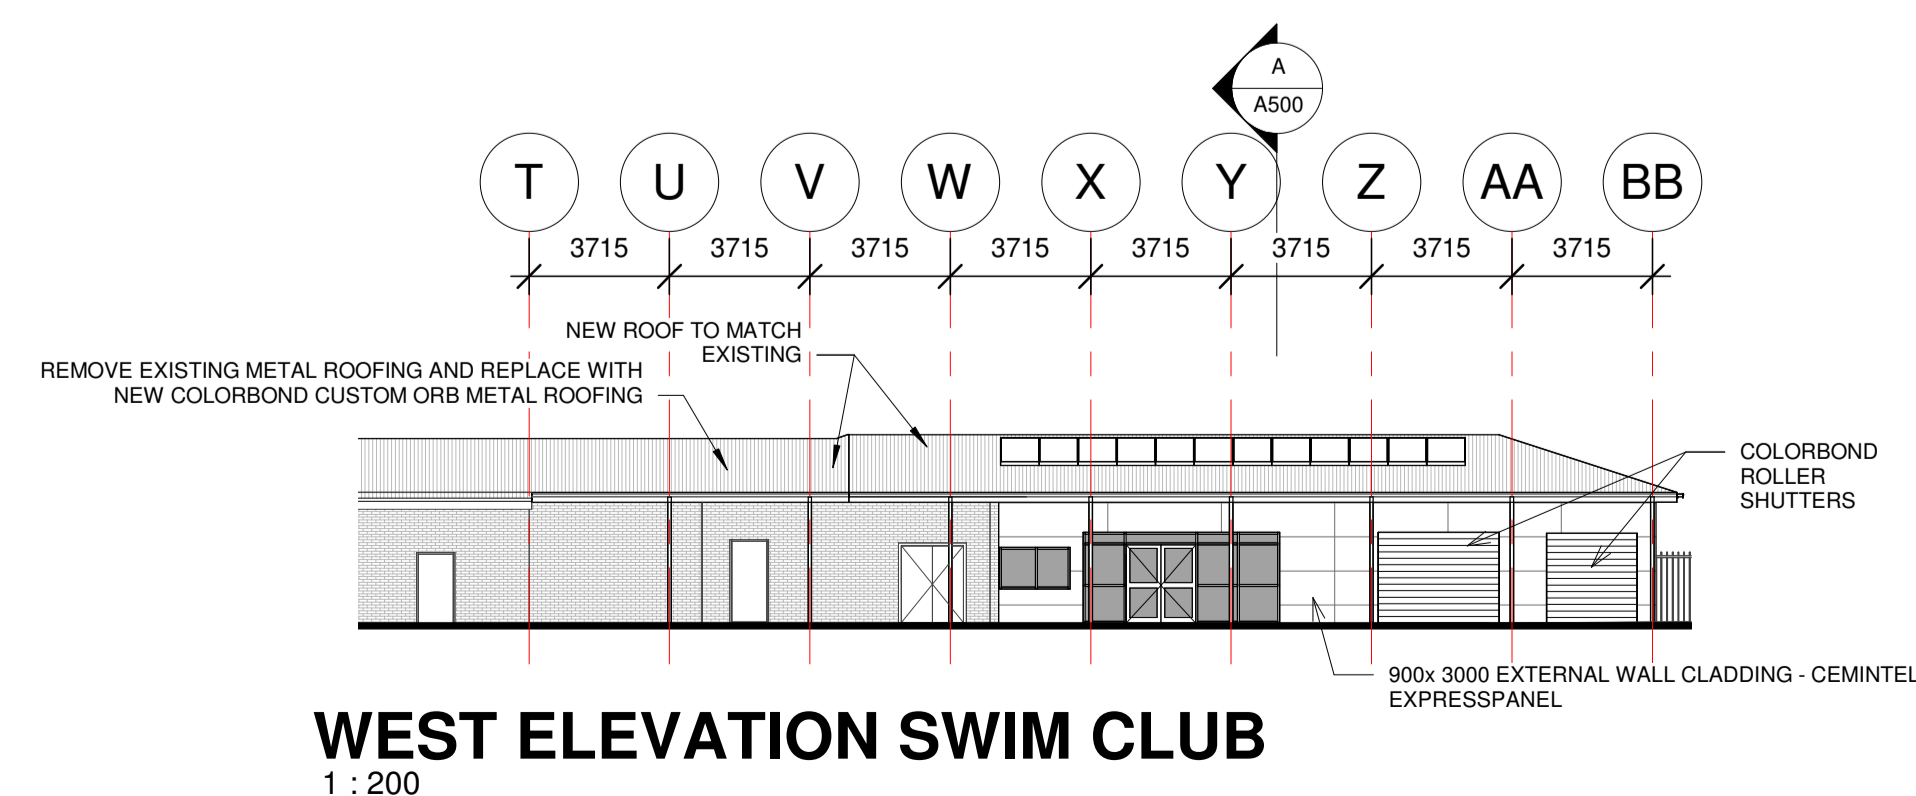 A
A500
T U V W X Y Z AA BB
3715 3715 3715 3715 3715 3715 3715 3715
NEW ROOF TO MATCH
EXISTING
REMOVE EXISTING METAL ROOFING AND REPLACE WITH
NEW COLORBOND CUSTOM ORB METAL ROOFING
COLORBOND
ROLLER
SHUTTERS
900x 3000 EXTERNAL WALL CLADDING - CEMINTEL
EXPRESSPANEL
WEST ELEVATION SWIM CLUB
1 : 200